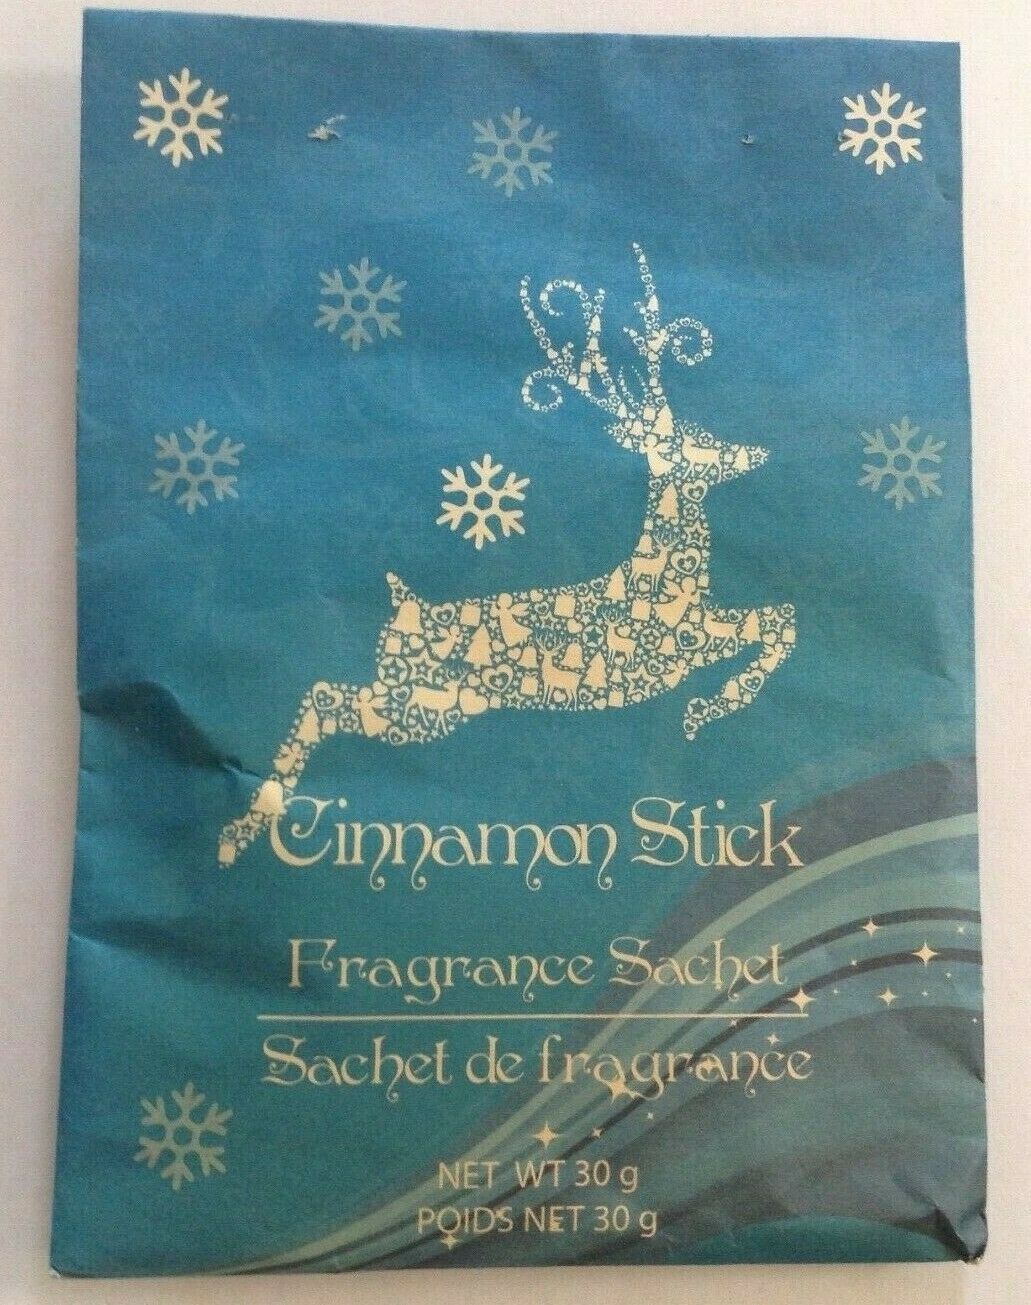 Cinnamon Stick
Fragrance Sachet
Sachet de fragrance
NET WT 30 g
POIDS NET 30 g